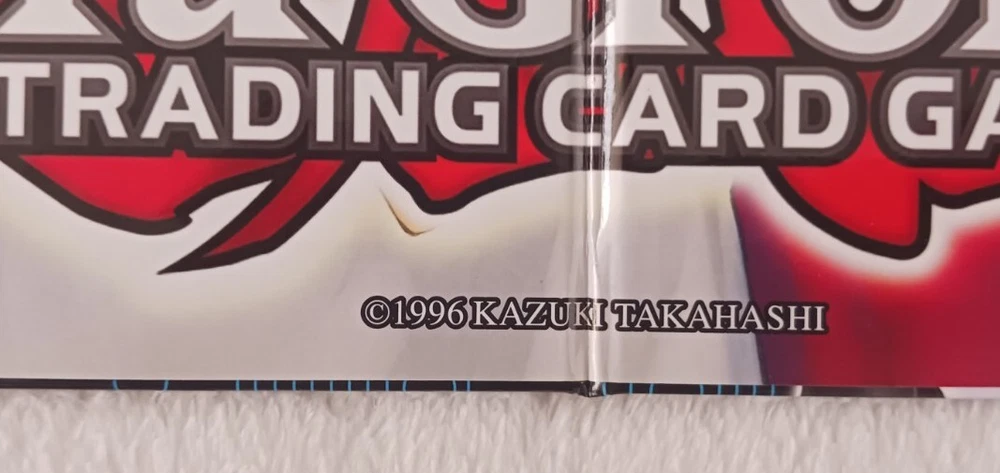 TRADING CARD GA
©1996 KAZUKI TAKAHASHI